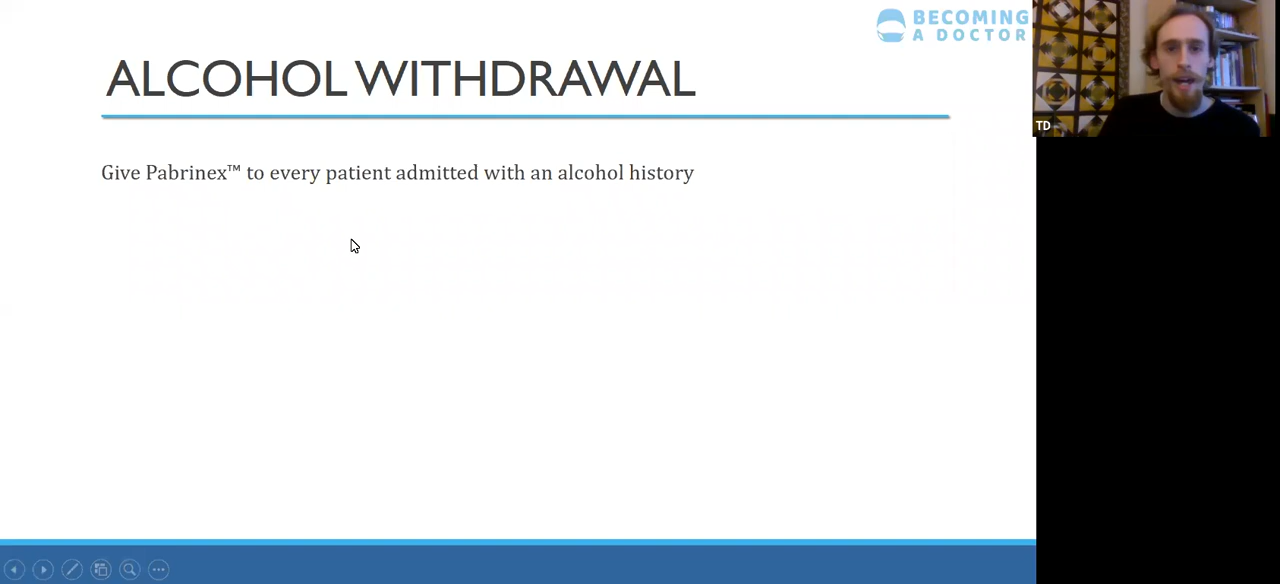 BECOMING
A DOCTOR
ALCOHOL WITHDRAWAL
TD
Give Pabrinex™ to every patient admitted with an alcohol history